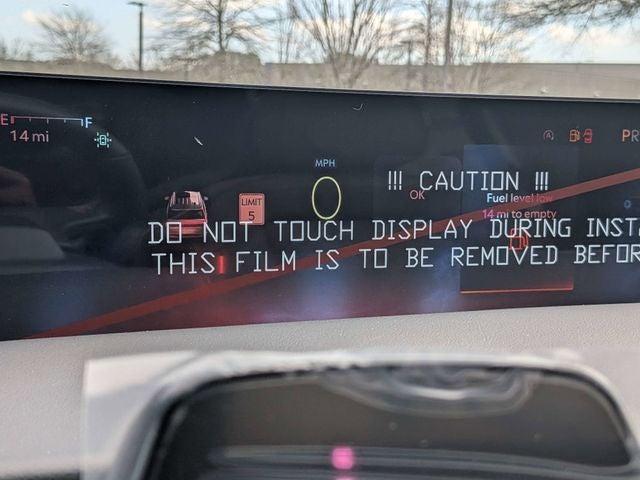 E F
14 mi
PR
MPH
0
LIMIT
5
OK
!!! CAUTION !!!
Fuel level low
14 mi to empty
DO NOT TOUCH DISPLAY DURING INSTA
THIS FILM IS TO BE REMOVED BEFOR